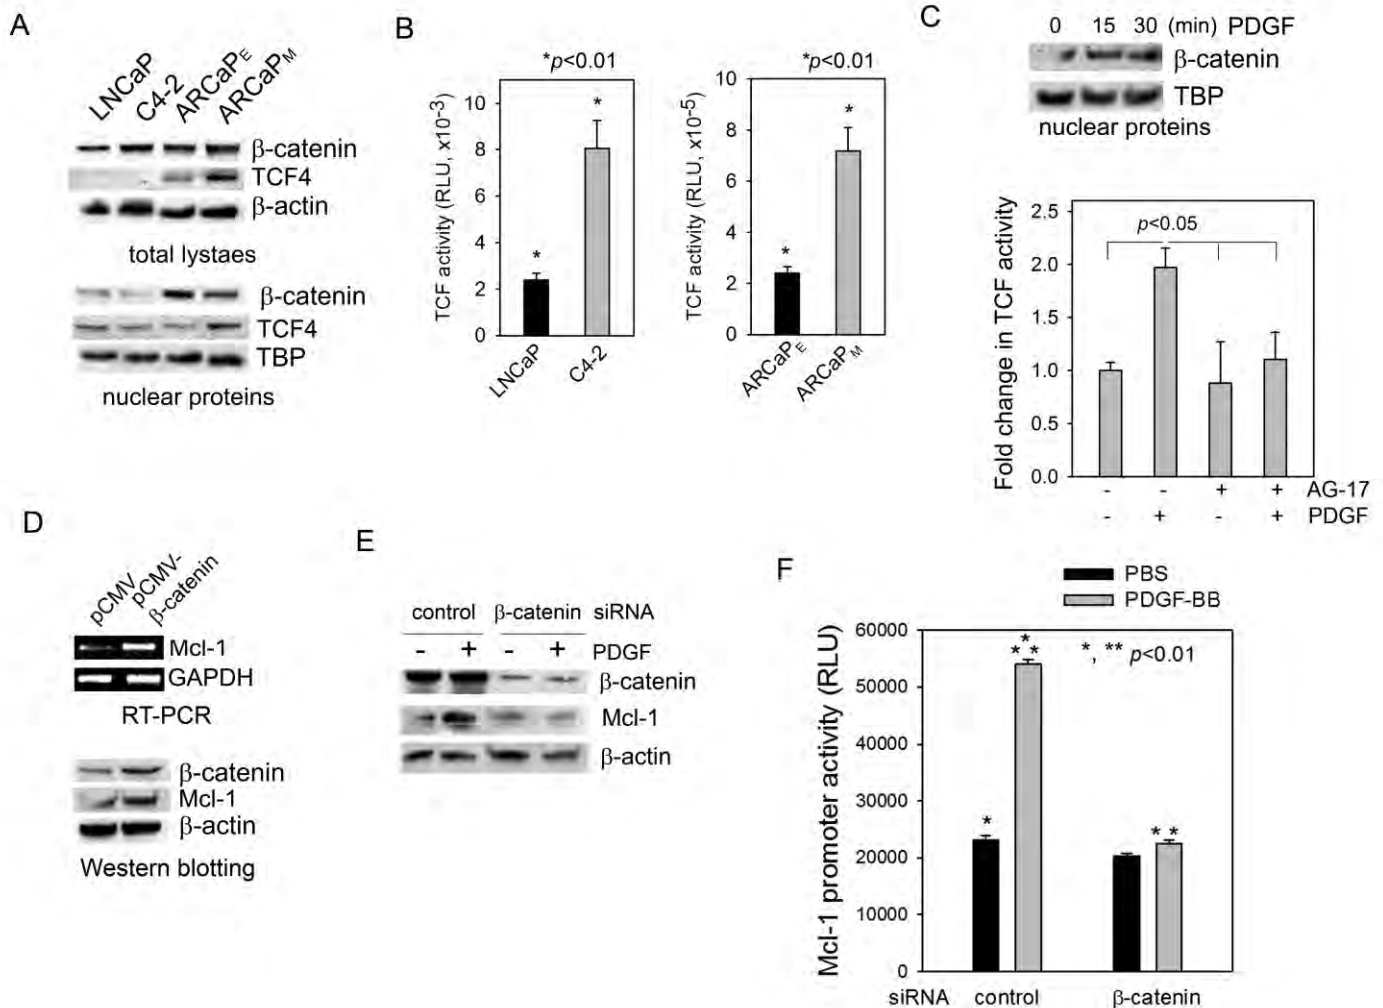 A
LNCaP
C4-2
ARCaPE
ARCaPM
β-catenin
TCF4
β-actin
total lystaes
β-catenin
TCF4
TBP
nuclear proteins
B
*p<0.01
TCF activity (RLU, x10-3)
10
8
6
4
2
0
*
*
LNCaP
C4-2
*p<0.01
TCF activity (RLU, x10-5)
10
8
6
4
2
0
*
*
ARCaPE
ARCaPM
C
0 15 30 (min) PDGF
β-catenin
TBP
nuclear proteins
Fold change in TCF activity
2.5
2.0
1.5
1.0
0.5
0.0
p<0.05
- - + + AG-17
- + - + PDGF
D
pCMV
pCMV-
β-catenin
Mcl-1
GAPDH
RT-PCR
β-catenin
Mcl-1
β-actin
Western blotting
E
control β-catenin siRNA
- + - + PDGF
β-catenin
Mcl-1
β-actin
F
PBS
PDGF-BB
Mcl-1 promoter activity (RLU)
60000
50000
40000
30000
20000
10000
0
*, ** p<0.01
*
*
* *
* *
siRNA control β-catenin